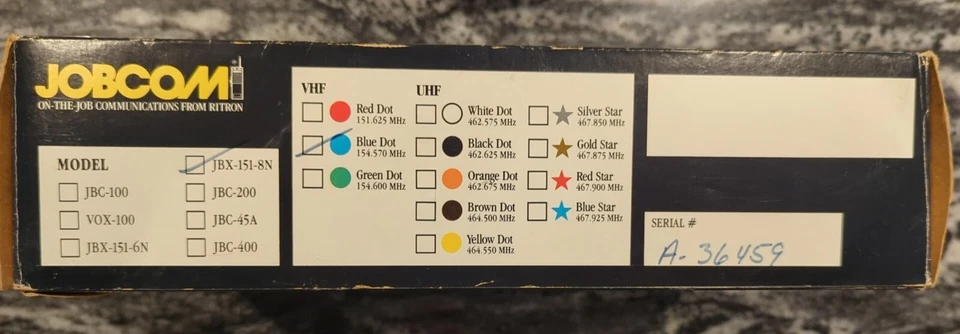 JOBCOM
ON-THE-JOB COMMUNICATIONS FROM RITRON
MODEL
JBX-151-8N
JBC-100
JBC-200
VOX-100
JBC-45A
JBX-151-6N
JBC-400
VHF
Red Dot
151.625 MHz
Blue Dot
154.570 MHz
Green Dot
154.600 MHz
UHF
White Dot
462.575 MHz
Black Dot
462.625 MHz
Orange Dot
462.675 MHz
Brown Dot
464.500 MHz
Yellow Dot
464.550 MHz
Silver Star
467.850 MHz
Gold Star
467.875 MHz
Red Star
467.900 MHz
Blue Star
467.925 MHz
SERIAL #
A-36459